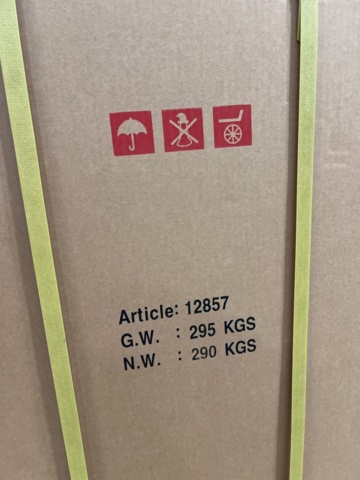 Article: 12857
G.W. : 295 KGS
N.W. : 290 KGS